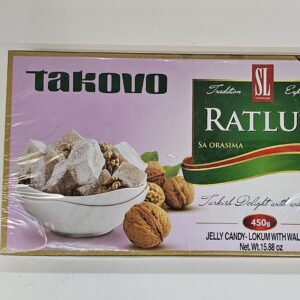 takovo
Tradition
SL
RATLU
SA ORASIMA
Turkish Delight with
450g
JELLY CANDY- LOKUM WITH WAL
Net. Wt.15.88 oz